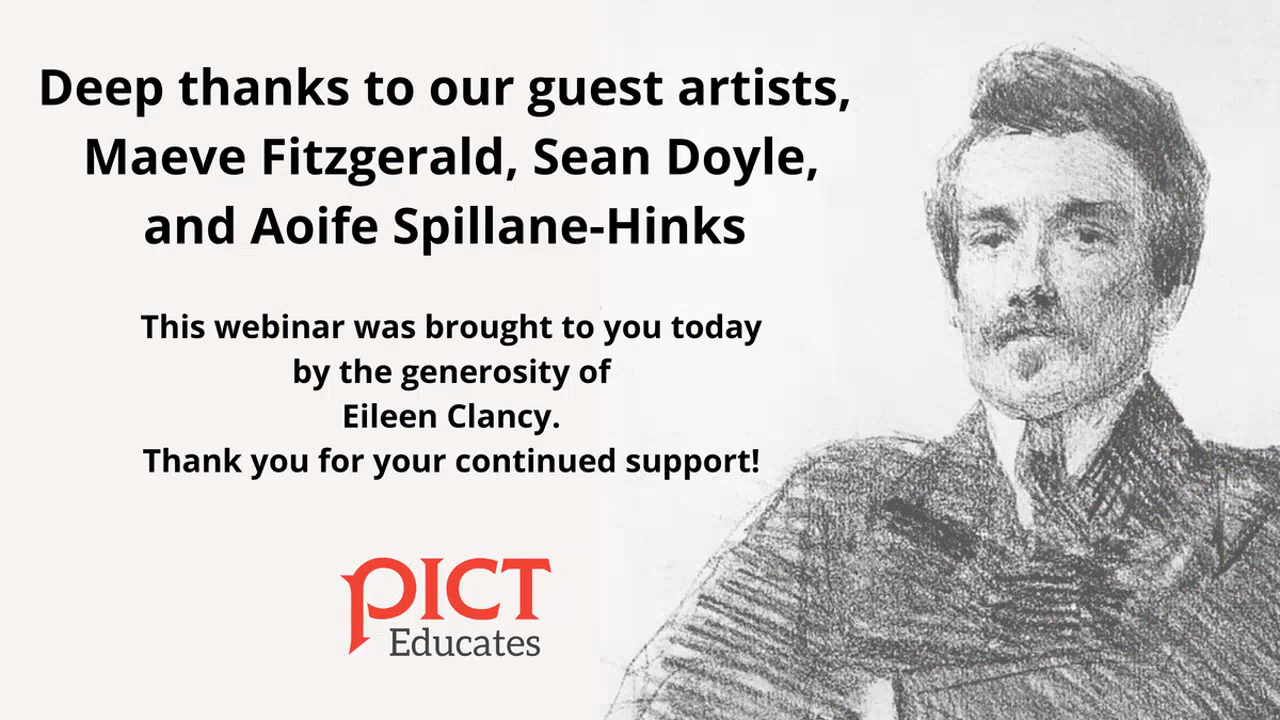 Deep thanks to our guest artists,
Maeve Fitzgerald, Sean Doyle,
and Aoife Spillane-Hinks
This webinar was brought to you today
by the generosity of
Eileen Clancy.
Thank you for your continued support!
PICT
Educates